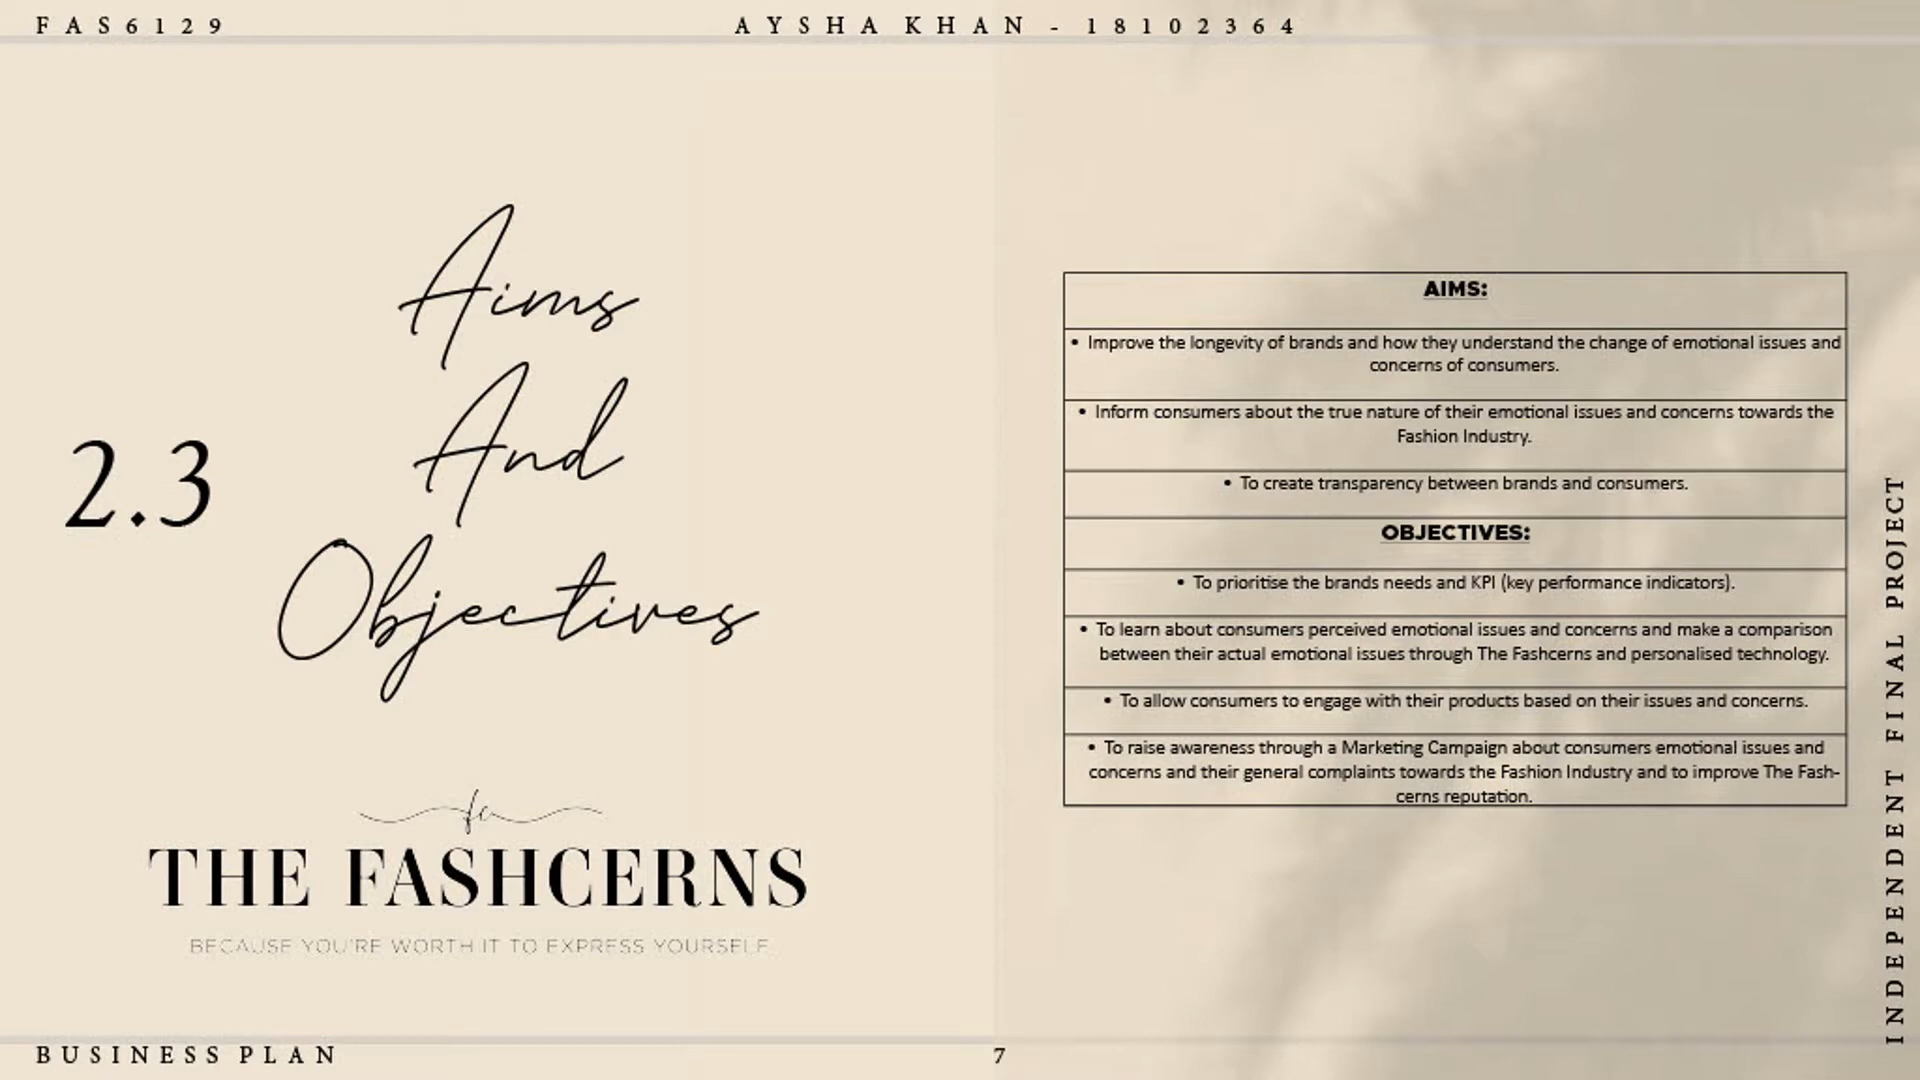 FAS6129
AYSHA KHAN - 18102364
Aims
And
Objectives
2.3
fc
THE FASHCERNS
BECAUSE YOU'RE WORTH IT TO EXPRESS YOURSELF
AIMS:
• Improve the longevity of brands and how they understand the change of emotional issues and
concerns of consumers.
• Inform consumers about the true nature of their emotional issues and concerns towards the
Fashion Industry.
• To create transparency between brands and consumers.
OBJECTIVES:
• To prioritise the brands needs and KPI (key performance indicators).
• To learn about consumers perceived emotional issues and concerns and make a comparison
between their actual emotional issues through The Fashcerns and personalised technology.
• To allow consumers to engage with their products based on their issues and concerns.
• To raise awareness through a Marketing Campaign about consumers emotional issues and
concerns and their general complaints towards the Fashion Industry and to improve The Fash-
cerns reputation.
INDEPENDENT FINAL PROJECT
BUSINESS PLAN
7